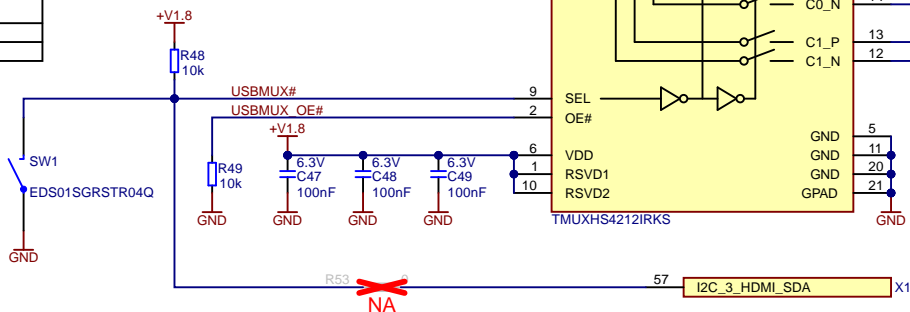 C0_N
+V1.8
R48
10k
C1_P
13
C1_N
12
USBMUX#
9
SEL
USBMUX_OE#
2
OE#
+V1.8
GND
5
SW1
EDS01SGRSTR04Q
R49
10k
6.3V
C47
100nF
6.3V
C48
100nF
6.3V
C49
100nF
6
VDD
GND
11
1
RSVD1
GND
20
10
RSVD2
GPAD
21
GND
GND
GND
GND
GND
TMUXHS4212IRKS
GND
R53
NA
57
I2C_3_HDMI_SDA
X1